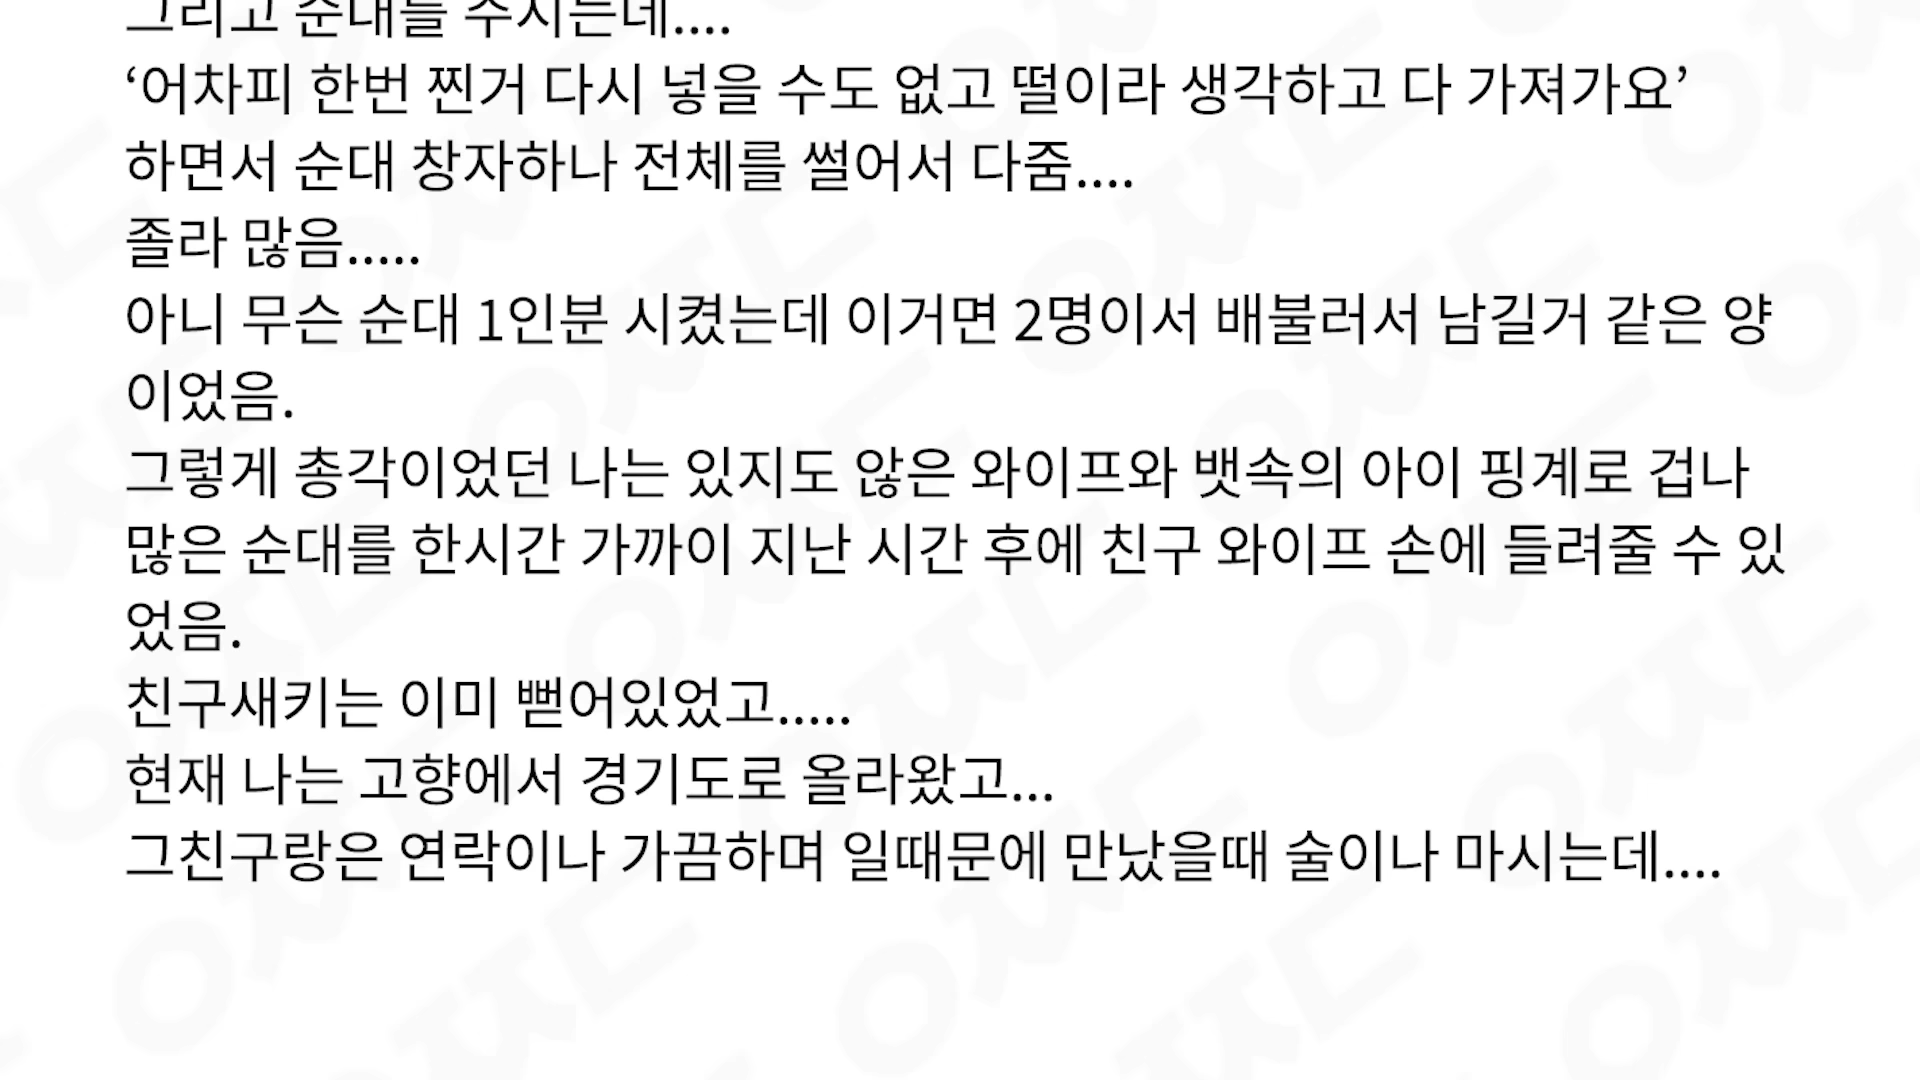 그리고 순대를 주시는데....
‘어차피 한번 찐거 다시 넣을 수도 없고 떨이라 생각하고 다 가져가요’
하면서 순대 창자하나 전체를 썰어서 다줌....
졸라 많음.....
아니 무슨 순대 1인분 시켰는데 이거면 2명이서 배불러서 남길거 같은 양
이었음.
그렇게 총각이었던 나는 있지도 않은 와이프와 뱃속의 아이 핑계로 겁나
많은 순대를 한시간 가까이 지난 시간 후에 친구 와이프 손에 들려줄 수 있
었음.
친구새키는 이미 뻗어있었고.....
현재 나는 고향에서 경기도로 올라왔고...
그친구랑은 연락이나 가끔하며 일때문에 만났을때 술이나 마시는데....